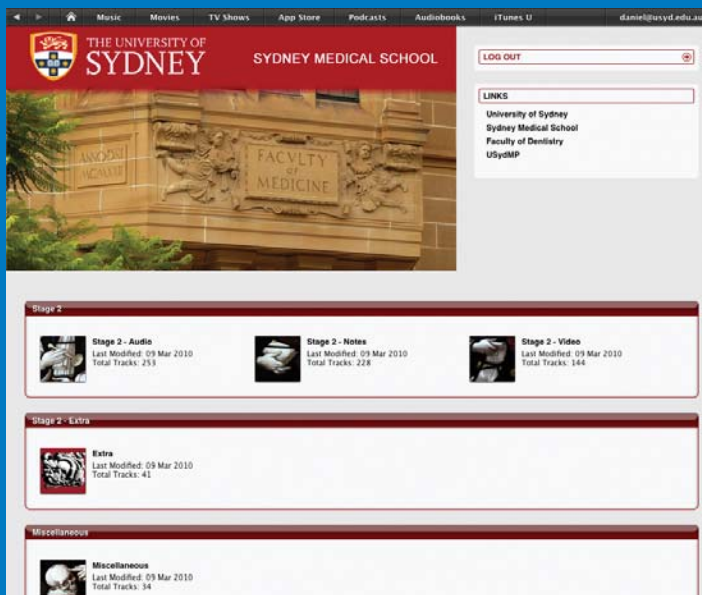 Music Movies TV Shows App Store Podcasts Audiobooks iTunes U daniel@usyd.edu.au
THE UNIVERSITY OF
SYDNEY
SYDNEY MEDICAL SCHOOL
LOG OUT
LINKS
University of Sydney
Sydney Medical School
Faculty of Dentistry
USydMP
FACVLTY
OF
MEDICINE
Stage 2
Stage 2 - Audio
Last Modified: 09 Mar 2010
Total Tracks: 253
Stage 2 - Notes
Last Modified: 09 Mar 2010
Total Tracks: 228
Stage 2 - Video
Last Modified: 09 Mar 2010
Total Tracks: 144
Stage 2 - Extra
Extra
Last Modified: 09 Mar 2010
Total Tracks: 41
Miscellaneous
Miscellaneous
Last Modified: 09 Mar 2010
Total Tracks: 34